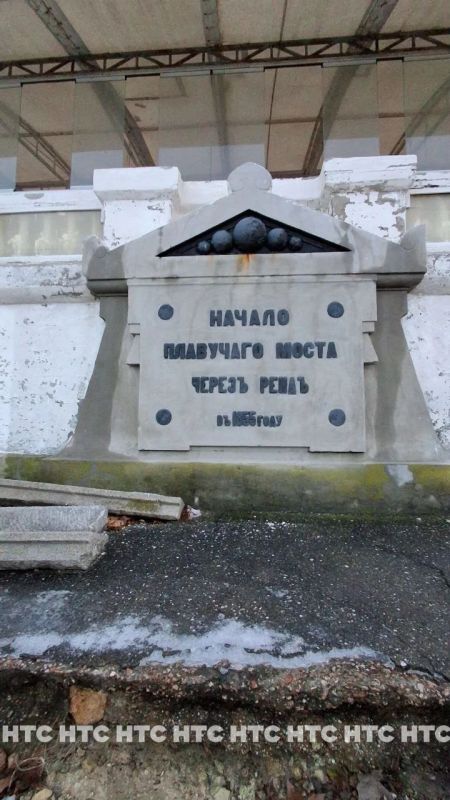 НАЧАЛО
ПЛАВУЧАГО МОСТА
ЧЕРЕЗЪ РЕЙДЪ
ВЪ 1855 ГОДУ
НТС НТС НТС НТС НТС НТС НТС НТС